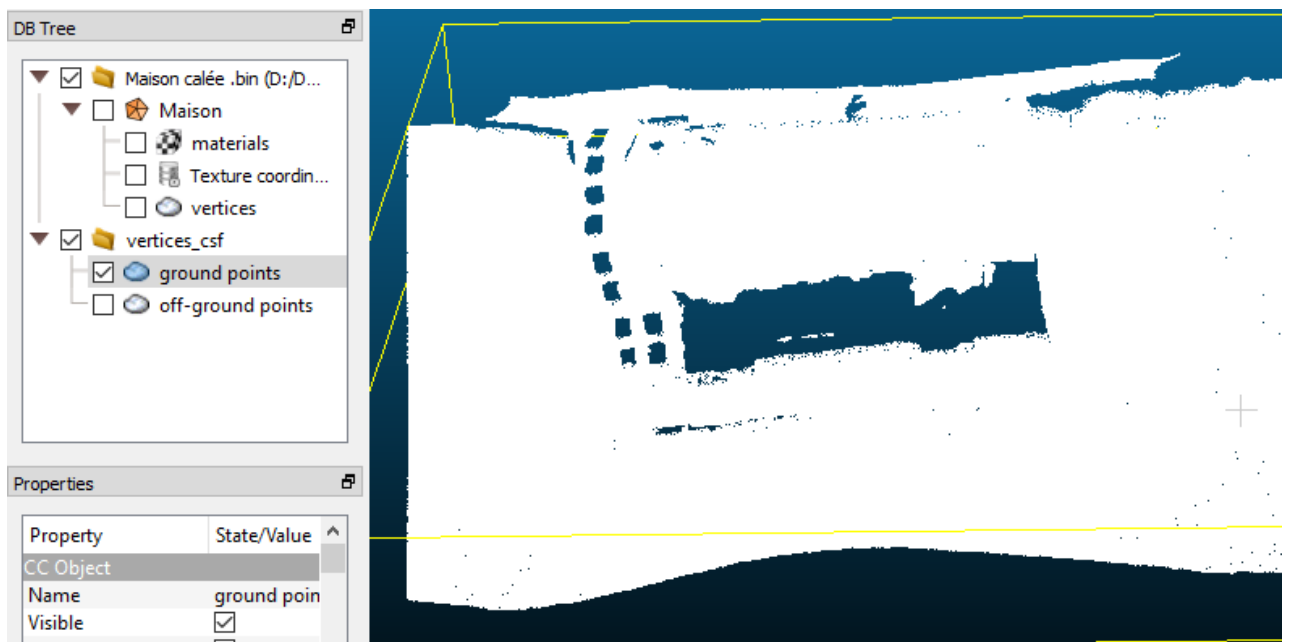 DB Tree
Maison calée .bin (D:/D...
Maison
materials
Texture coordin...
vertices
vertices_csf
ground points
off-ground points
Properties
Property State/Value
CC Object
Name ground poin
Visible